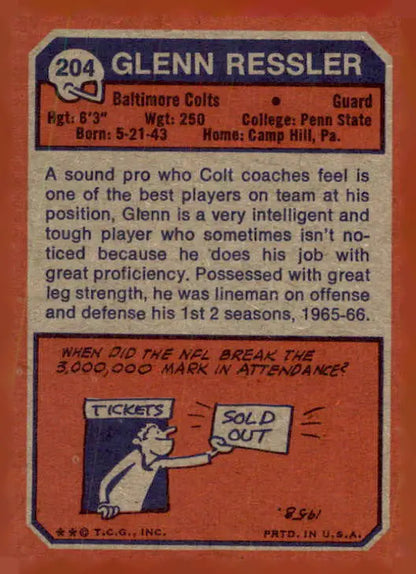 204 GLENN RESSLER
Baltimore Colts • Guard
Hgt: 6'3" Wgt: 250 College: Penn State
Born: 5-21-43 Home: Camp Hill, Pa.
A sound pro who Colt coaches feel is
one of the best players on team at his
position, Glenn is a very intelligent and
tough player who sometimes isn't no-
ticed because he does his job with
great proficiency. Possessed with great
leg strength, he was lineman on offense
and defense his 1st 2 seasons, 1965-66.
WHEN DID THE NFL BREAK THE
3,000,000 MARK IN ATTENDANCE?
TICKETS
SOLD
OUT
1958.
★★© T.C.G., INC. PRTD. IN U.S.A.